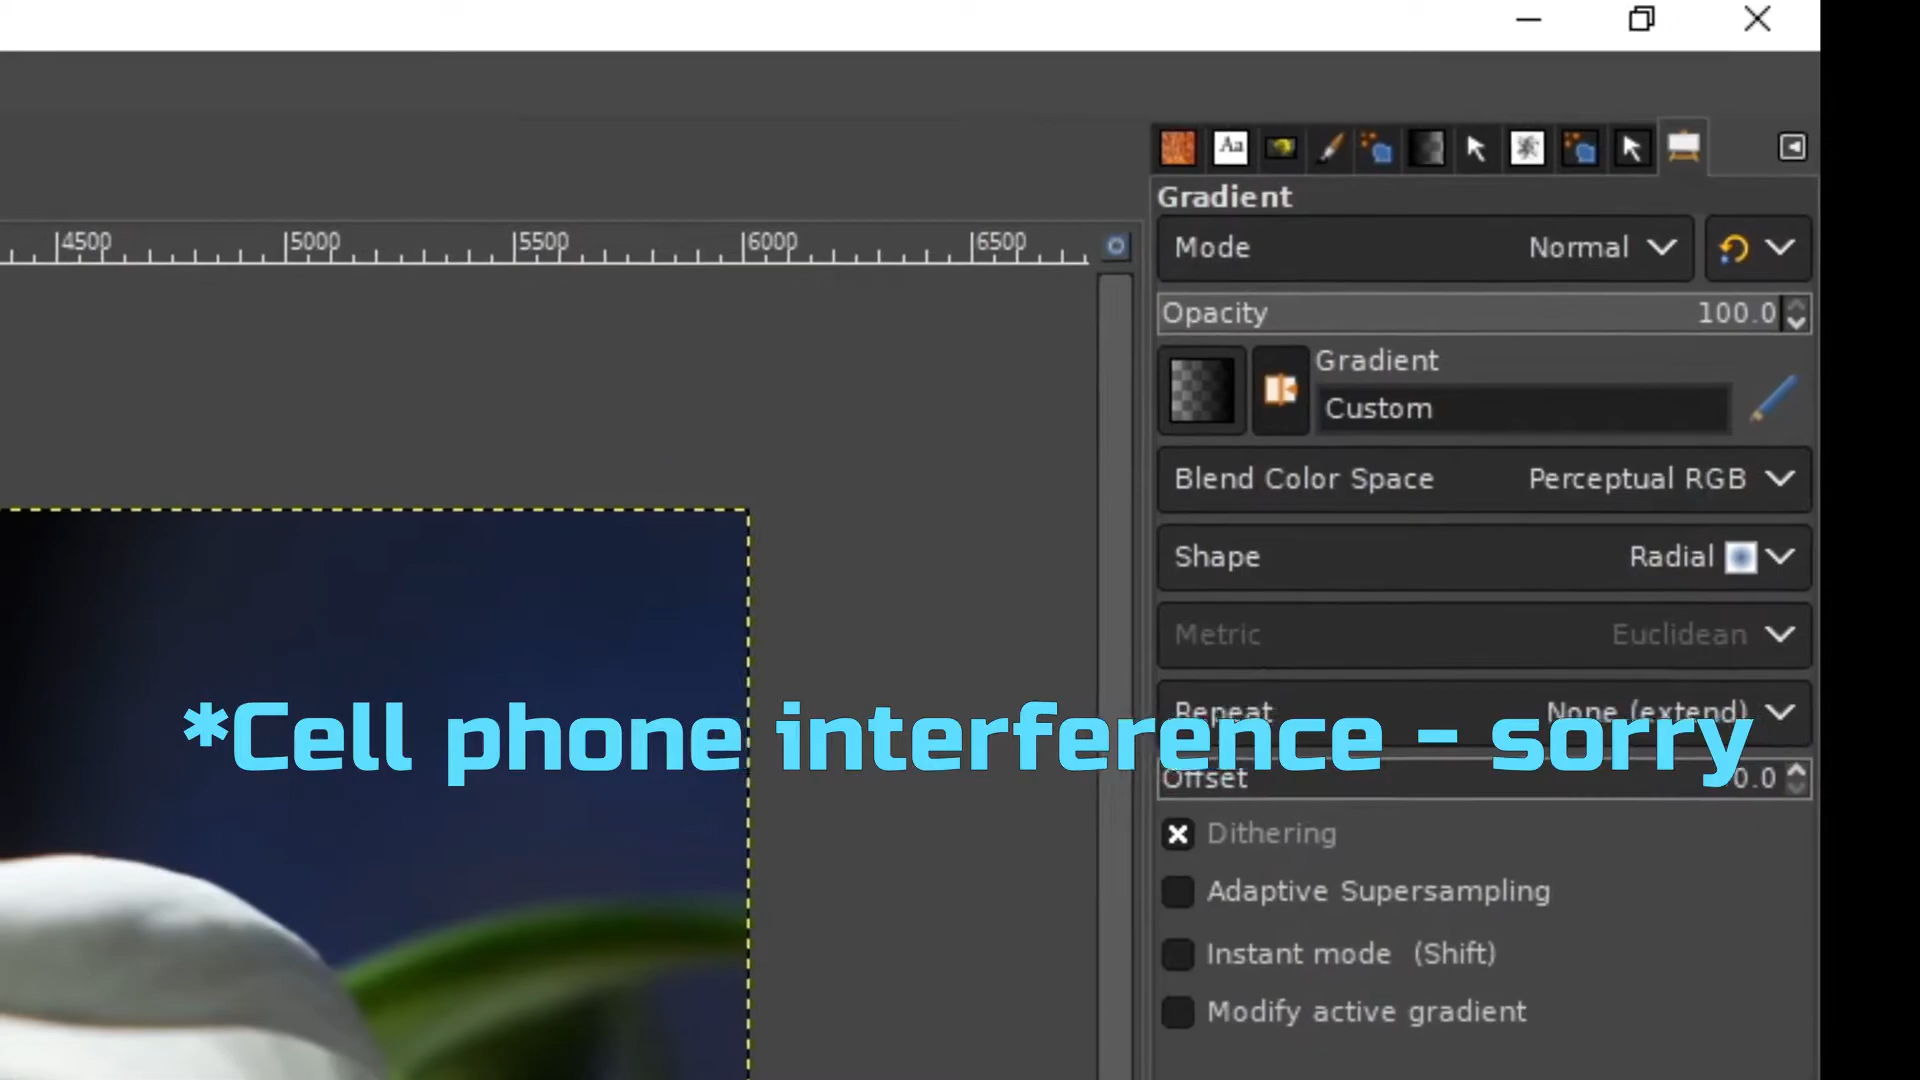 4500 5000 5500 6000 6500
Aa
Gradient
Mode Normal
Opacity 100.0
Gradient
Custom
Blend Color Space Perceptual RGB
Shape Radial
Metric Euclidean
Repeat None (extend)
*Cell phone interference - sorry
Offset 0.0
Dithering
Adaptive Supersampling
Instant mode (Shift)
Modify active gradient